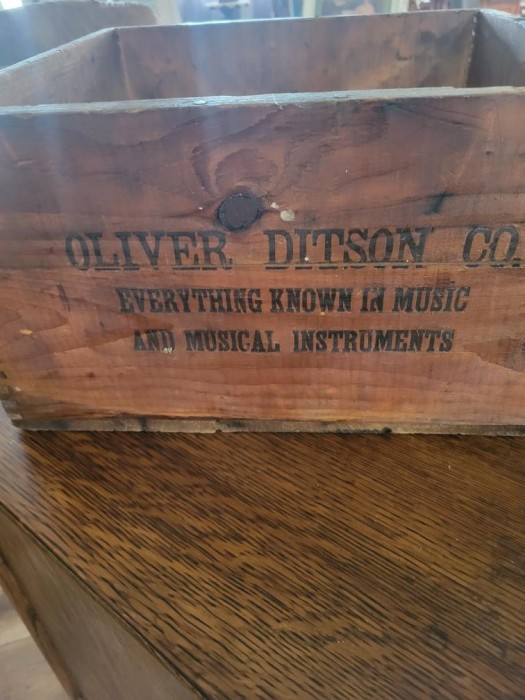 OLIVER DITSON CO.
EVERYTHING KNOWN IN MUSIC
AND MUSICAL INSTRUMENTS